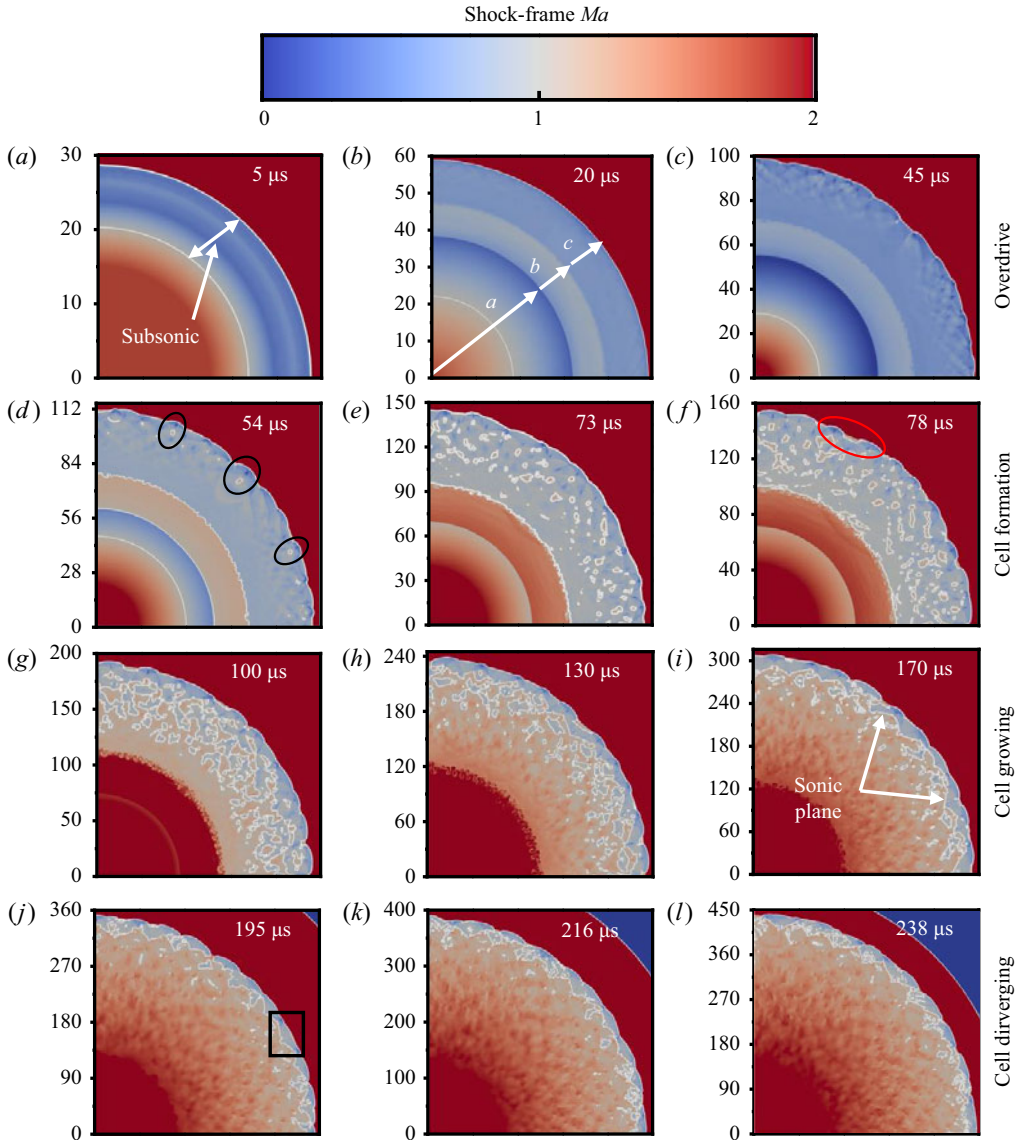 Shock-frame Ma
0 1 2
(a) (b) (c)
30 60 100
5 μs 20 μs 45 μs
50 80
20 40 60
c
b
30
a
10 20 40
Subsonic
10 20
0 0 0
Overdrive
(d) (e) (f)
112 150 160
54 μs 73 μs 78 μs
84 120 120
90
56 80
60
28 30 40
0 0 0
Cell formation
(g) (h) (i)
200 240 300
100 μs 130 μs 170 μs
150 180 240
180
100 120
Sonic
plane
120
50 60 60
0 0 0
Cell growing
(j) (k) (l)
360 400 450
195 μs 216 μs 238 μs
270 300 360
270
180 200
180
90 100 90
0 0 0
Cell dirverging